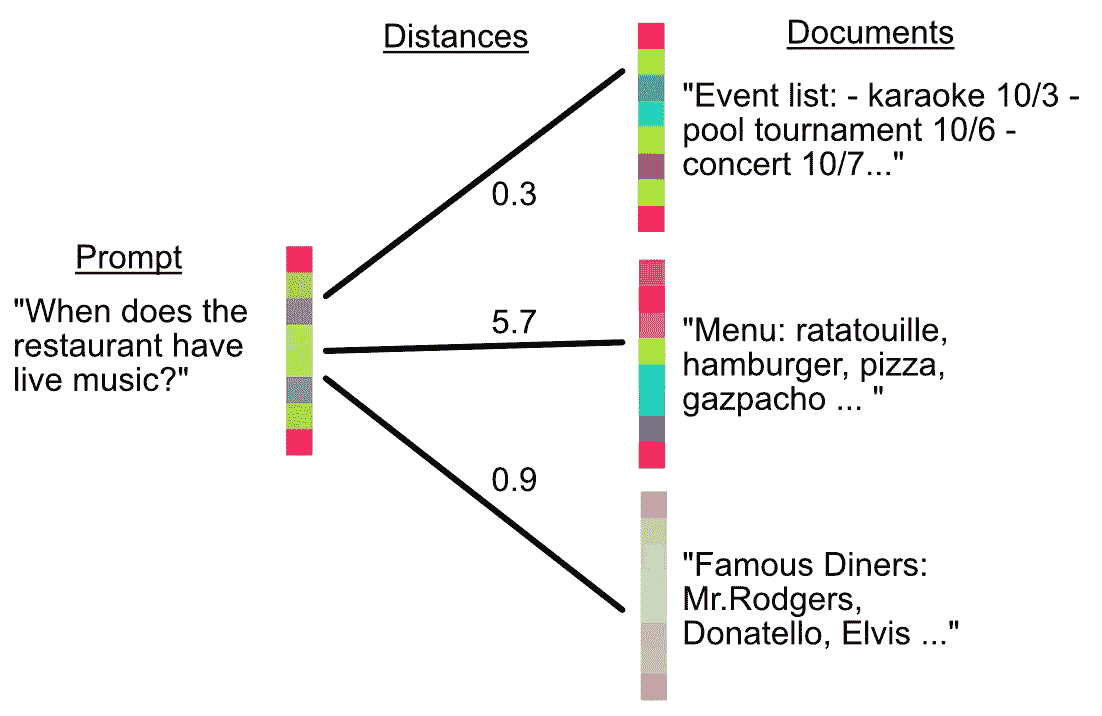 Distances
Documents
"Event list: - karaoke 10/3 -
pool tournament 10/6 -
concert 10/7..."
0.3
Prompt
"When does the
restaurant have
live music?"
5.7
"Menu: ratatouille,
hamburger, pizza,
gazpacho ... "
0.9
"Famous Diners:
Mr.Rodgers,
Donatello, Elvis ..."